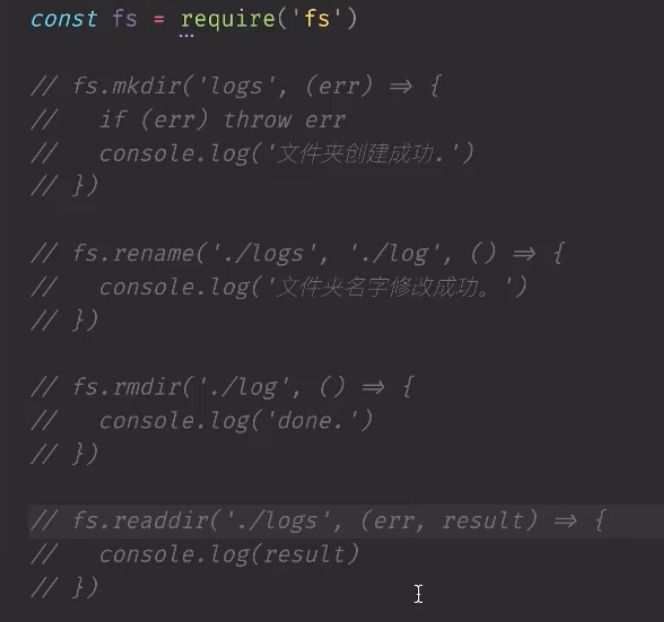 const fs = require('fs')
// fs.mkdir('logs', (err) => {
//   if (err) throw err
//   console.log('文件夹创建成功.')
// })
// fs.rename('./logs', './log', () => {
//   console.log('文件夹名字修改成功。')
// })
// fs.rmdir('./log', () => {
//   console.log('done.')
// })
// fs.readdir('./logs', (err, result) => {
//   console.log(result)
// })